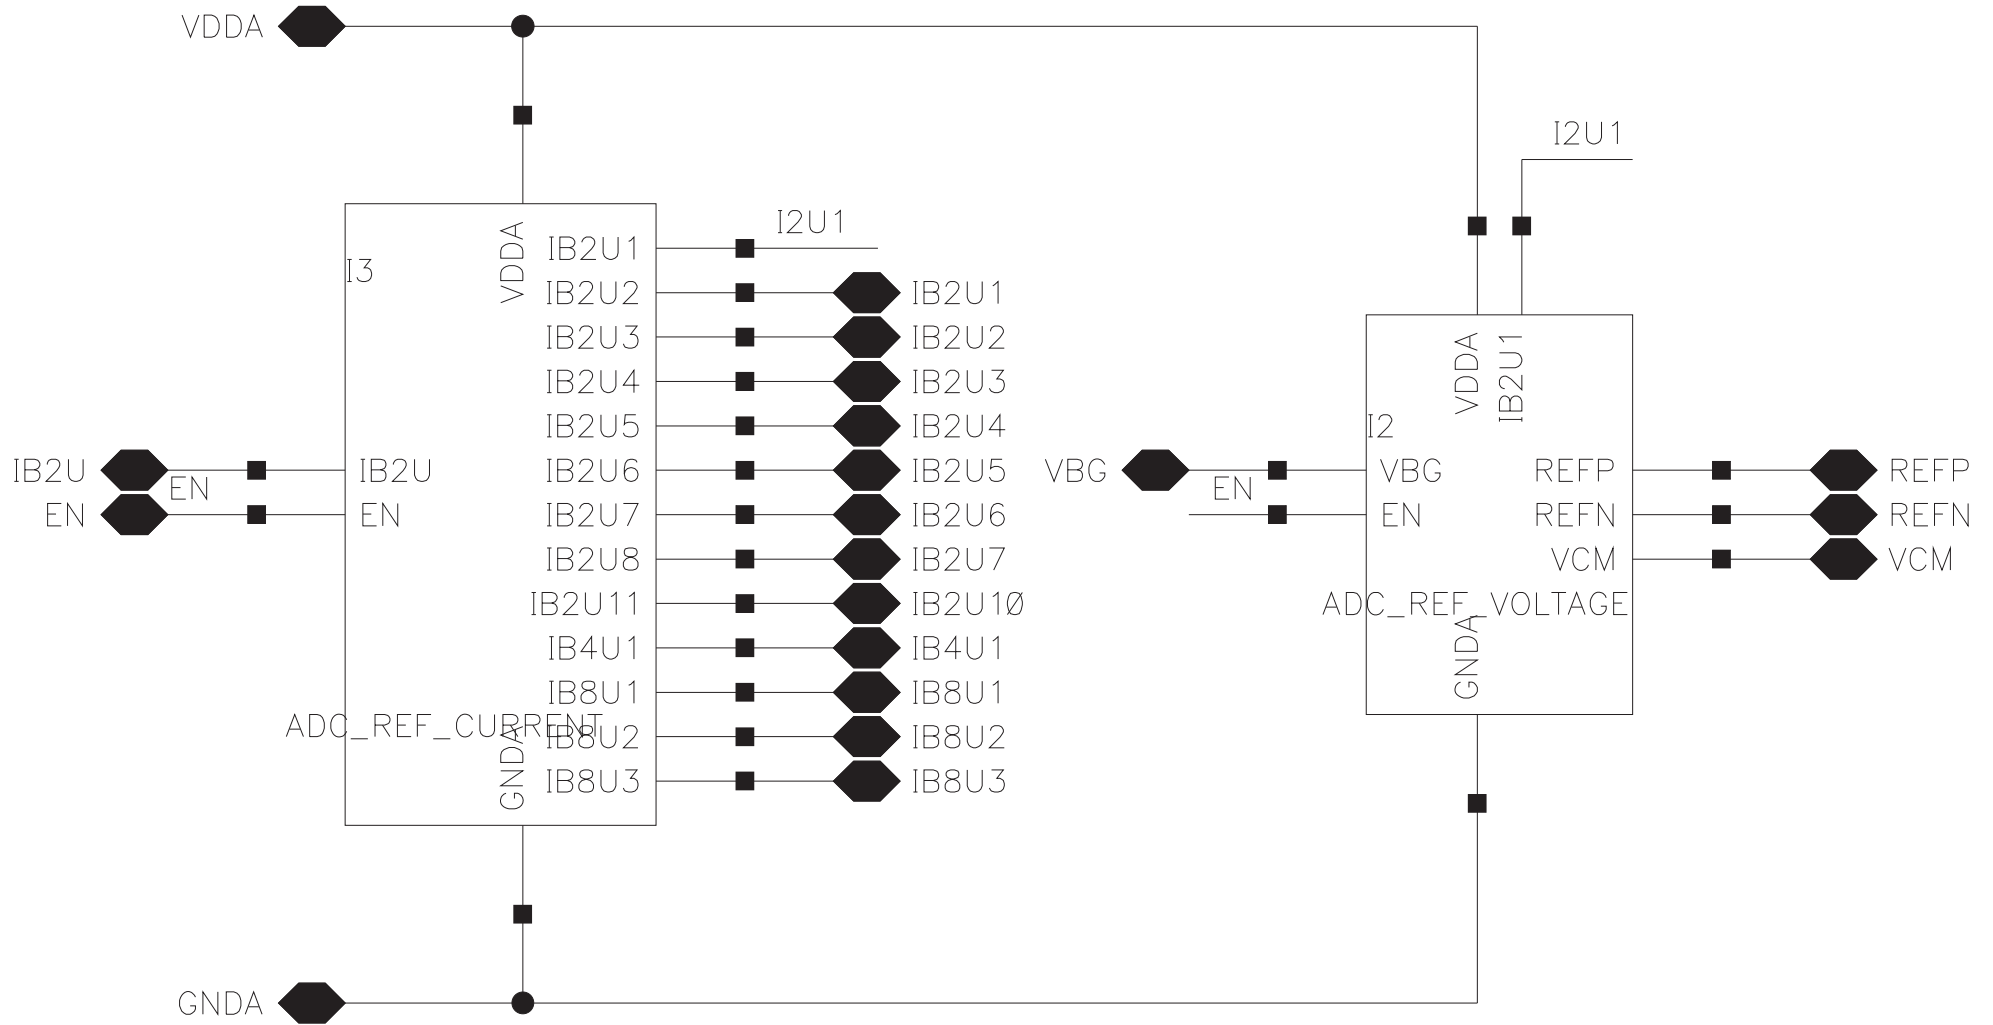 VDDA
I2U1
I2U1
I3
VDDA
IB2U1
IB2U2
IB2U1
IB2U3
IB2U2
IB2U4
IB2U3
IB2U5
IB2U4
IB2U
EN
IB2U
IB2U6
IB2U5
EN
EN
IB2U7
IB2U6
IB2U8
IB2U7
IB2U11
IB2U10
IB4U1
IB4U1
IB8U1
IB8U1
ADC_REF_CURRENT
IB8U2
IB8U2
GNDA
IB8U3
IB8U3
VDDA
IB2U1
I2
VBG
EN
VBG
REFP
REFP
EN
REFN
REFN
VCM
VCM
ADC_REF_VOLTAGE
GNDA
GNDA